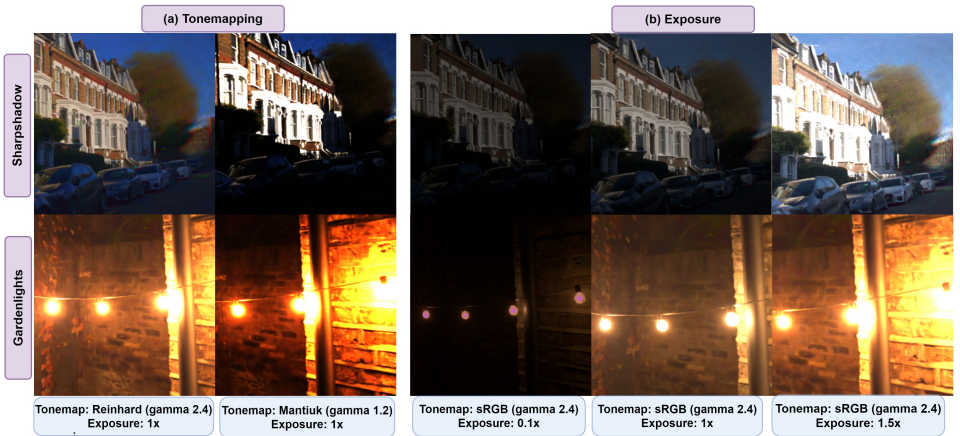 (a) Tonemapping
(b) Exposure
Sharpshadow
Gardenlights
Tonemap: Reinhard (gamma 2.4)
Exposure: 1x
Tonemap: Mantiuk (gamma 1.2)
Exposure: 1x
Tonemap: sRGB (gamma 2.4)
Exposure: 0.1x
Tonemap: sRGB (gamma 2.4)
Exposure: 1x
Tonemap: sRGB (gamma 2.4)
Exposure: 1.5x